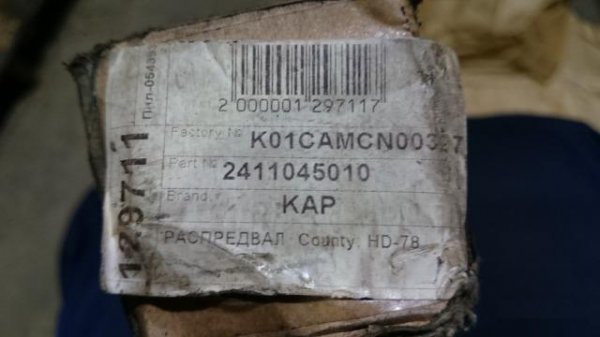 2 000001 297117
Factory № K01CAMCN00327
Part № 2411045010
Brand KAP
РАСПРЕДВАЛ County, HD-78
129711